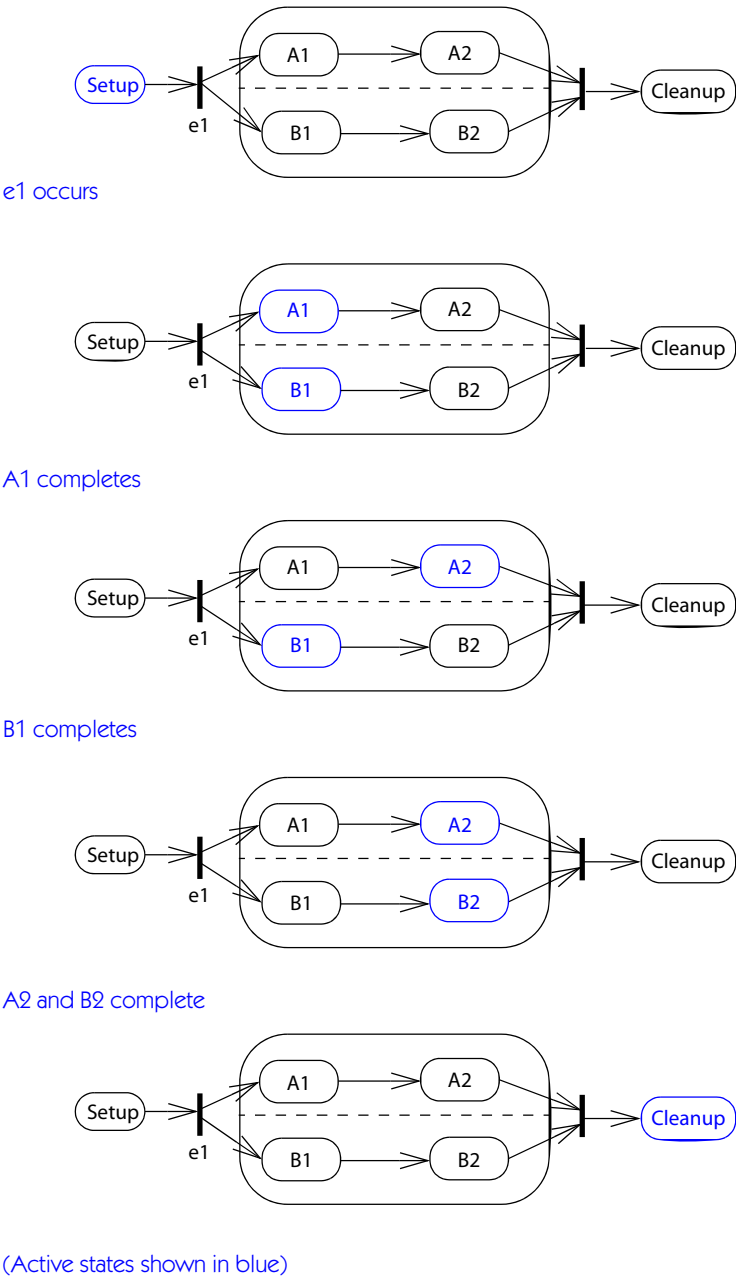 A1 A2
Setup Cleanup
e1 B1 B2
e1 occurs
A1 A2
Setup Cleanup
e1 B1 B2
A1 completes
A1 A2
Setup Cleanup
e1 B1 B2
B1 completes
A1 A2
Setup Cleanup
e1 B1 B2
A2 and B2 complete
A1 A2
Setup Cleanup
e1 B1 B2
(Active states shown in blue)